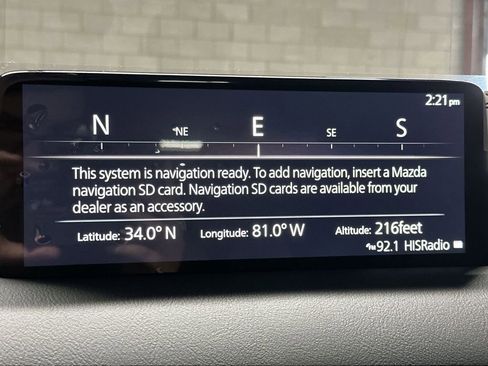 2:21pm
N NE E SE S
This system is navigation ready. To add navigation, insert a Mazda
navigation SD card. Navigation SD cards are available from your
dealer as an accessory.
Latitude: 34.0° N Longitude: 81.0° W Altitude: 216feet
92.1 HISRadio